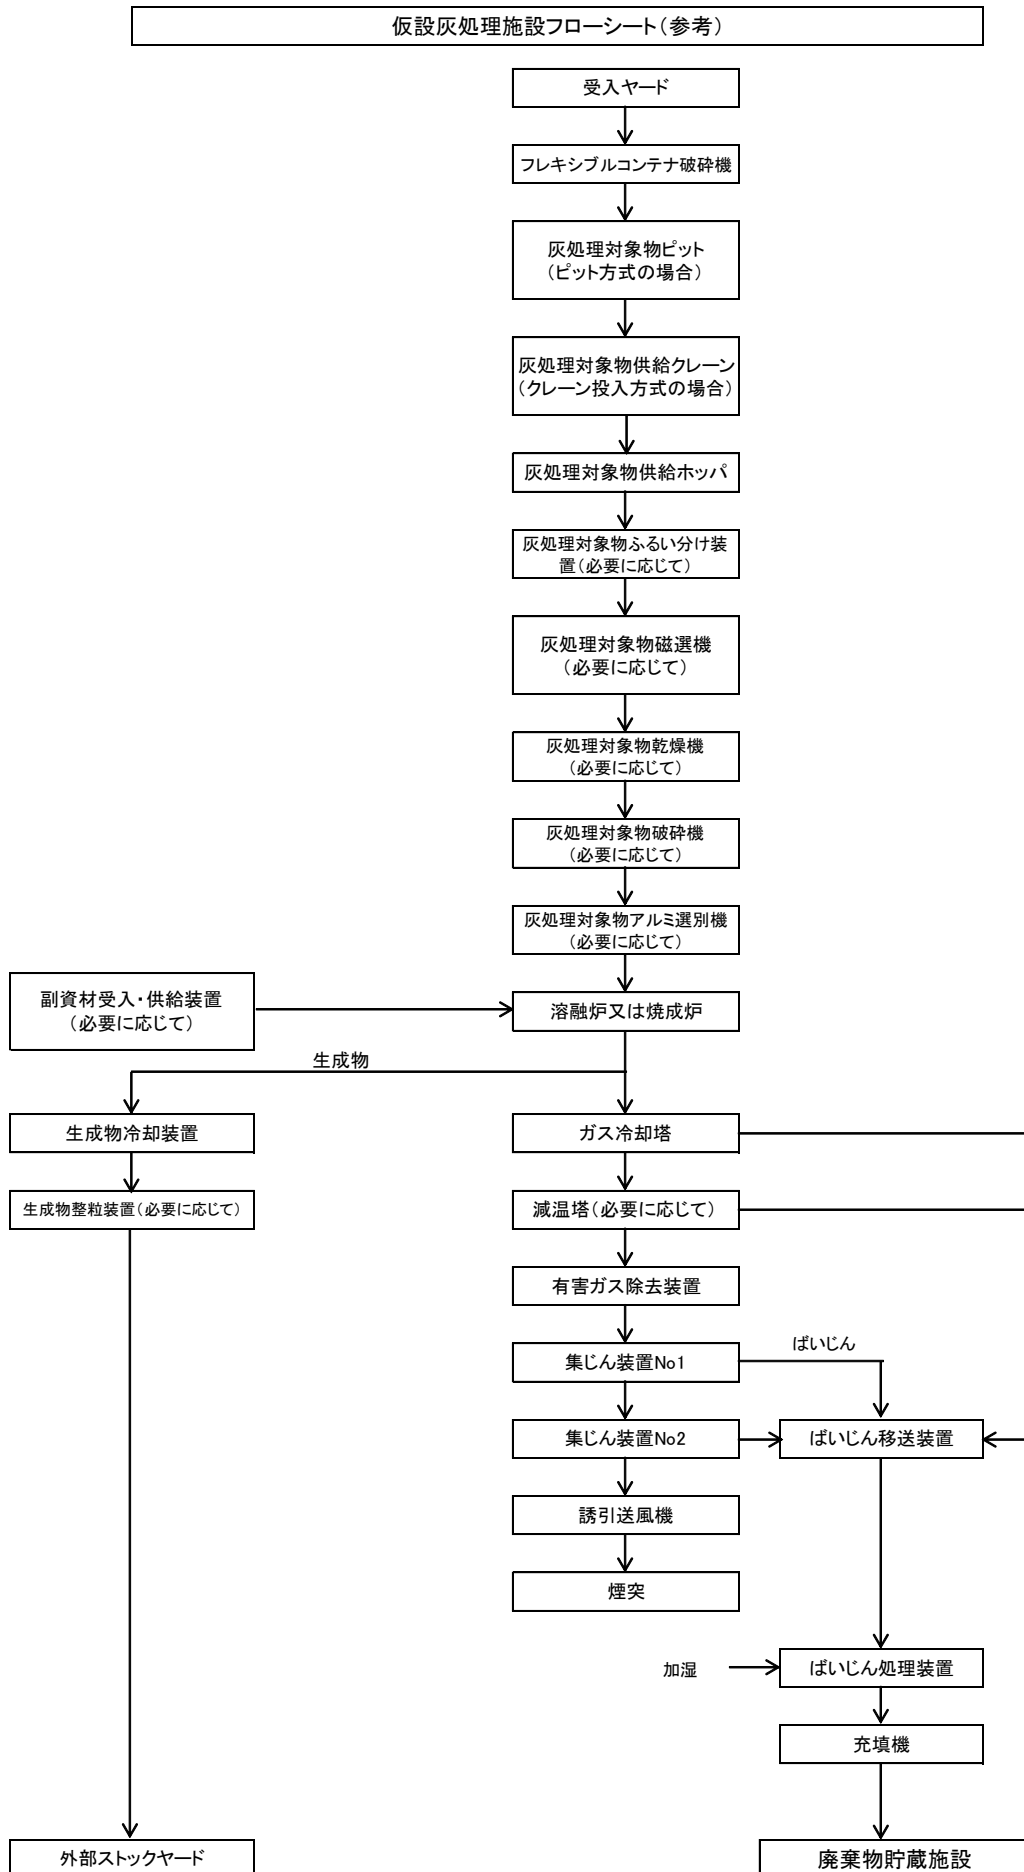 仮設灰処理施設フローシート（参考）
受入ヤード
フレキシブルコンテナ破砕機
灰処理対象物ピット
（ピット方式の場合）
灰処理対象物供給クレーン
（クレーン投入方式の場合）
灰処理対象物供給ホッパ
灰処理対象物ふるい分け装
置（必要に応じて）
灰処理対象物磁選機
（必要に応じて）
灰処理対象物乾燥機
（必要に応じて）
灰処理対象物破砕機
（必要に応じて）
灰処理対象物アルミ選別機
（必要に応じて）
副資材受入・供給装置
（必要に応じて）
溶融炉又は焼成炉
生成物
生成物冷却装置
ガス冷却塔
生成物整粒装置（必要に応じて）
減温塔（必要に応じて）
有害ガス除去装置
集じん装置No1
ばいじん
集じん装置No2
ばいじん移送装置
誘引送風機
煙突
加湿
ばいじん処理装置
充填機
外部ストックヤード
廃棄物貯蔵施設